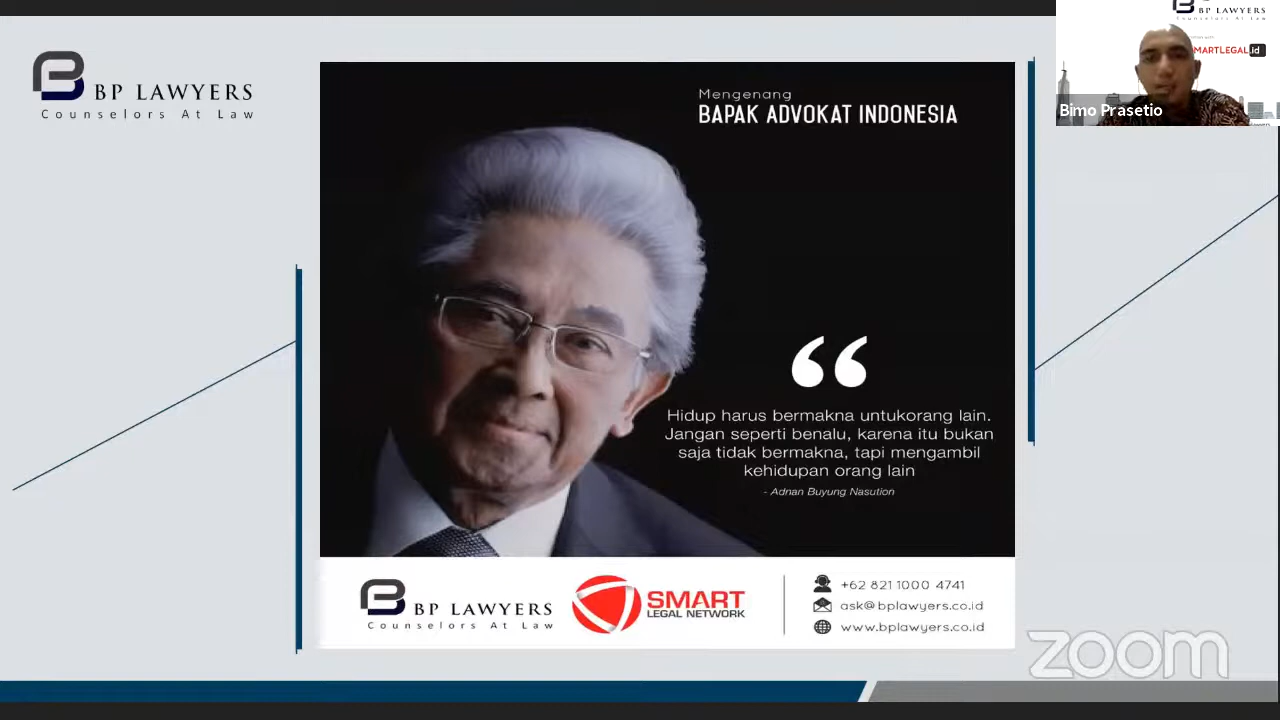 BP LAWYERS
Counselors At Law
Mengenang
BAPAK ADVOKAT INDONESIA
Hidup harus bermakna untukorang lain.
Jangan seperti benalu, karena itu bukan
saja tidak bermakna, tapi mengambil
kehidupan orang lain
- Adnan Buyung Nasution
BP LAWYERS
Counselors At Law
SMART
LEGAL NETWORK
+62 821 1000 4741
ask@bplawyers.co.id
www.bplawyers.co.id
BP LAWYERS
Counselors At Law
SMARTLEGAL.id
Bimo Prasetio
zoom